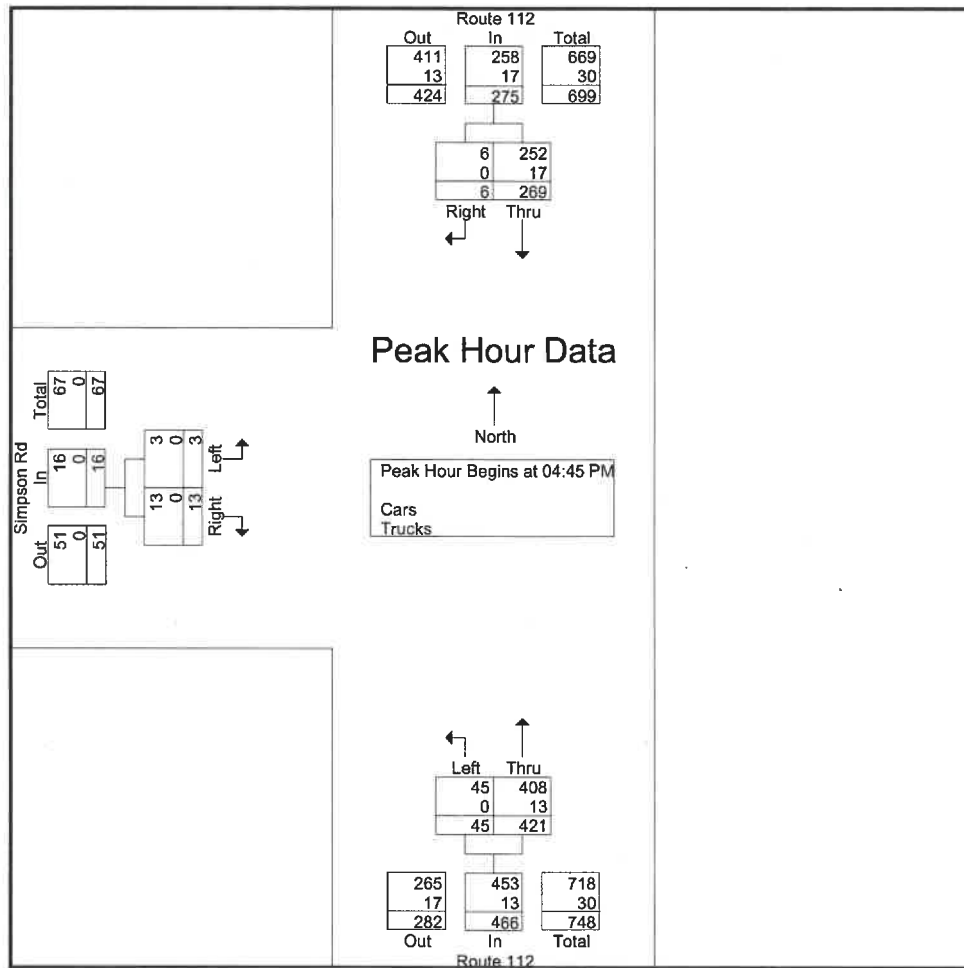 Route 112
Out In Total
411 258 669
13 17 30
424 275 699
6 252
0 17
6 269
Right Thru
Peak Hour Data
North
Peak Hour Begins at 04:45 PM
Cars
Trucks
Simpson Rd
Out In Total
51 16 67
0 0 0
51 16 67
13 3
0 0
13 3
Right Left
Left Thru
45 408
0 13
45 421
265 453 718
17 13 30
282 466 748
Out In Total
Route 112